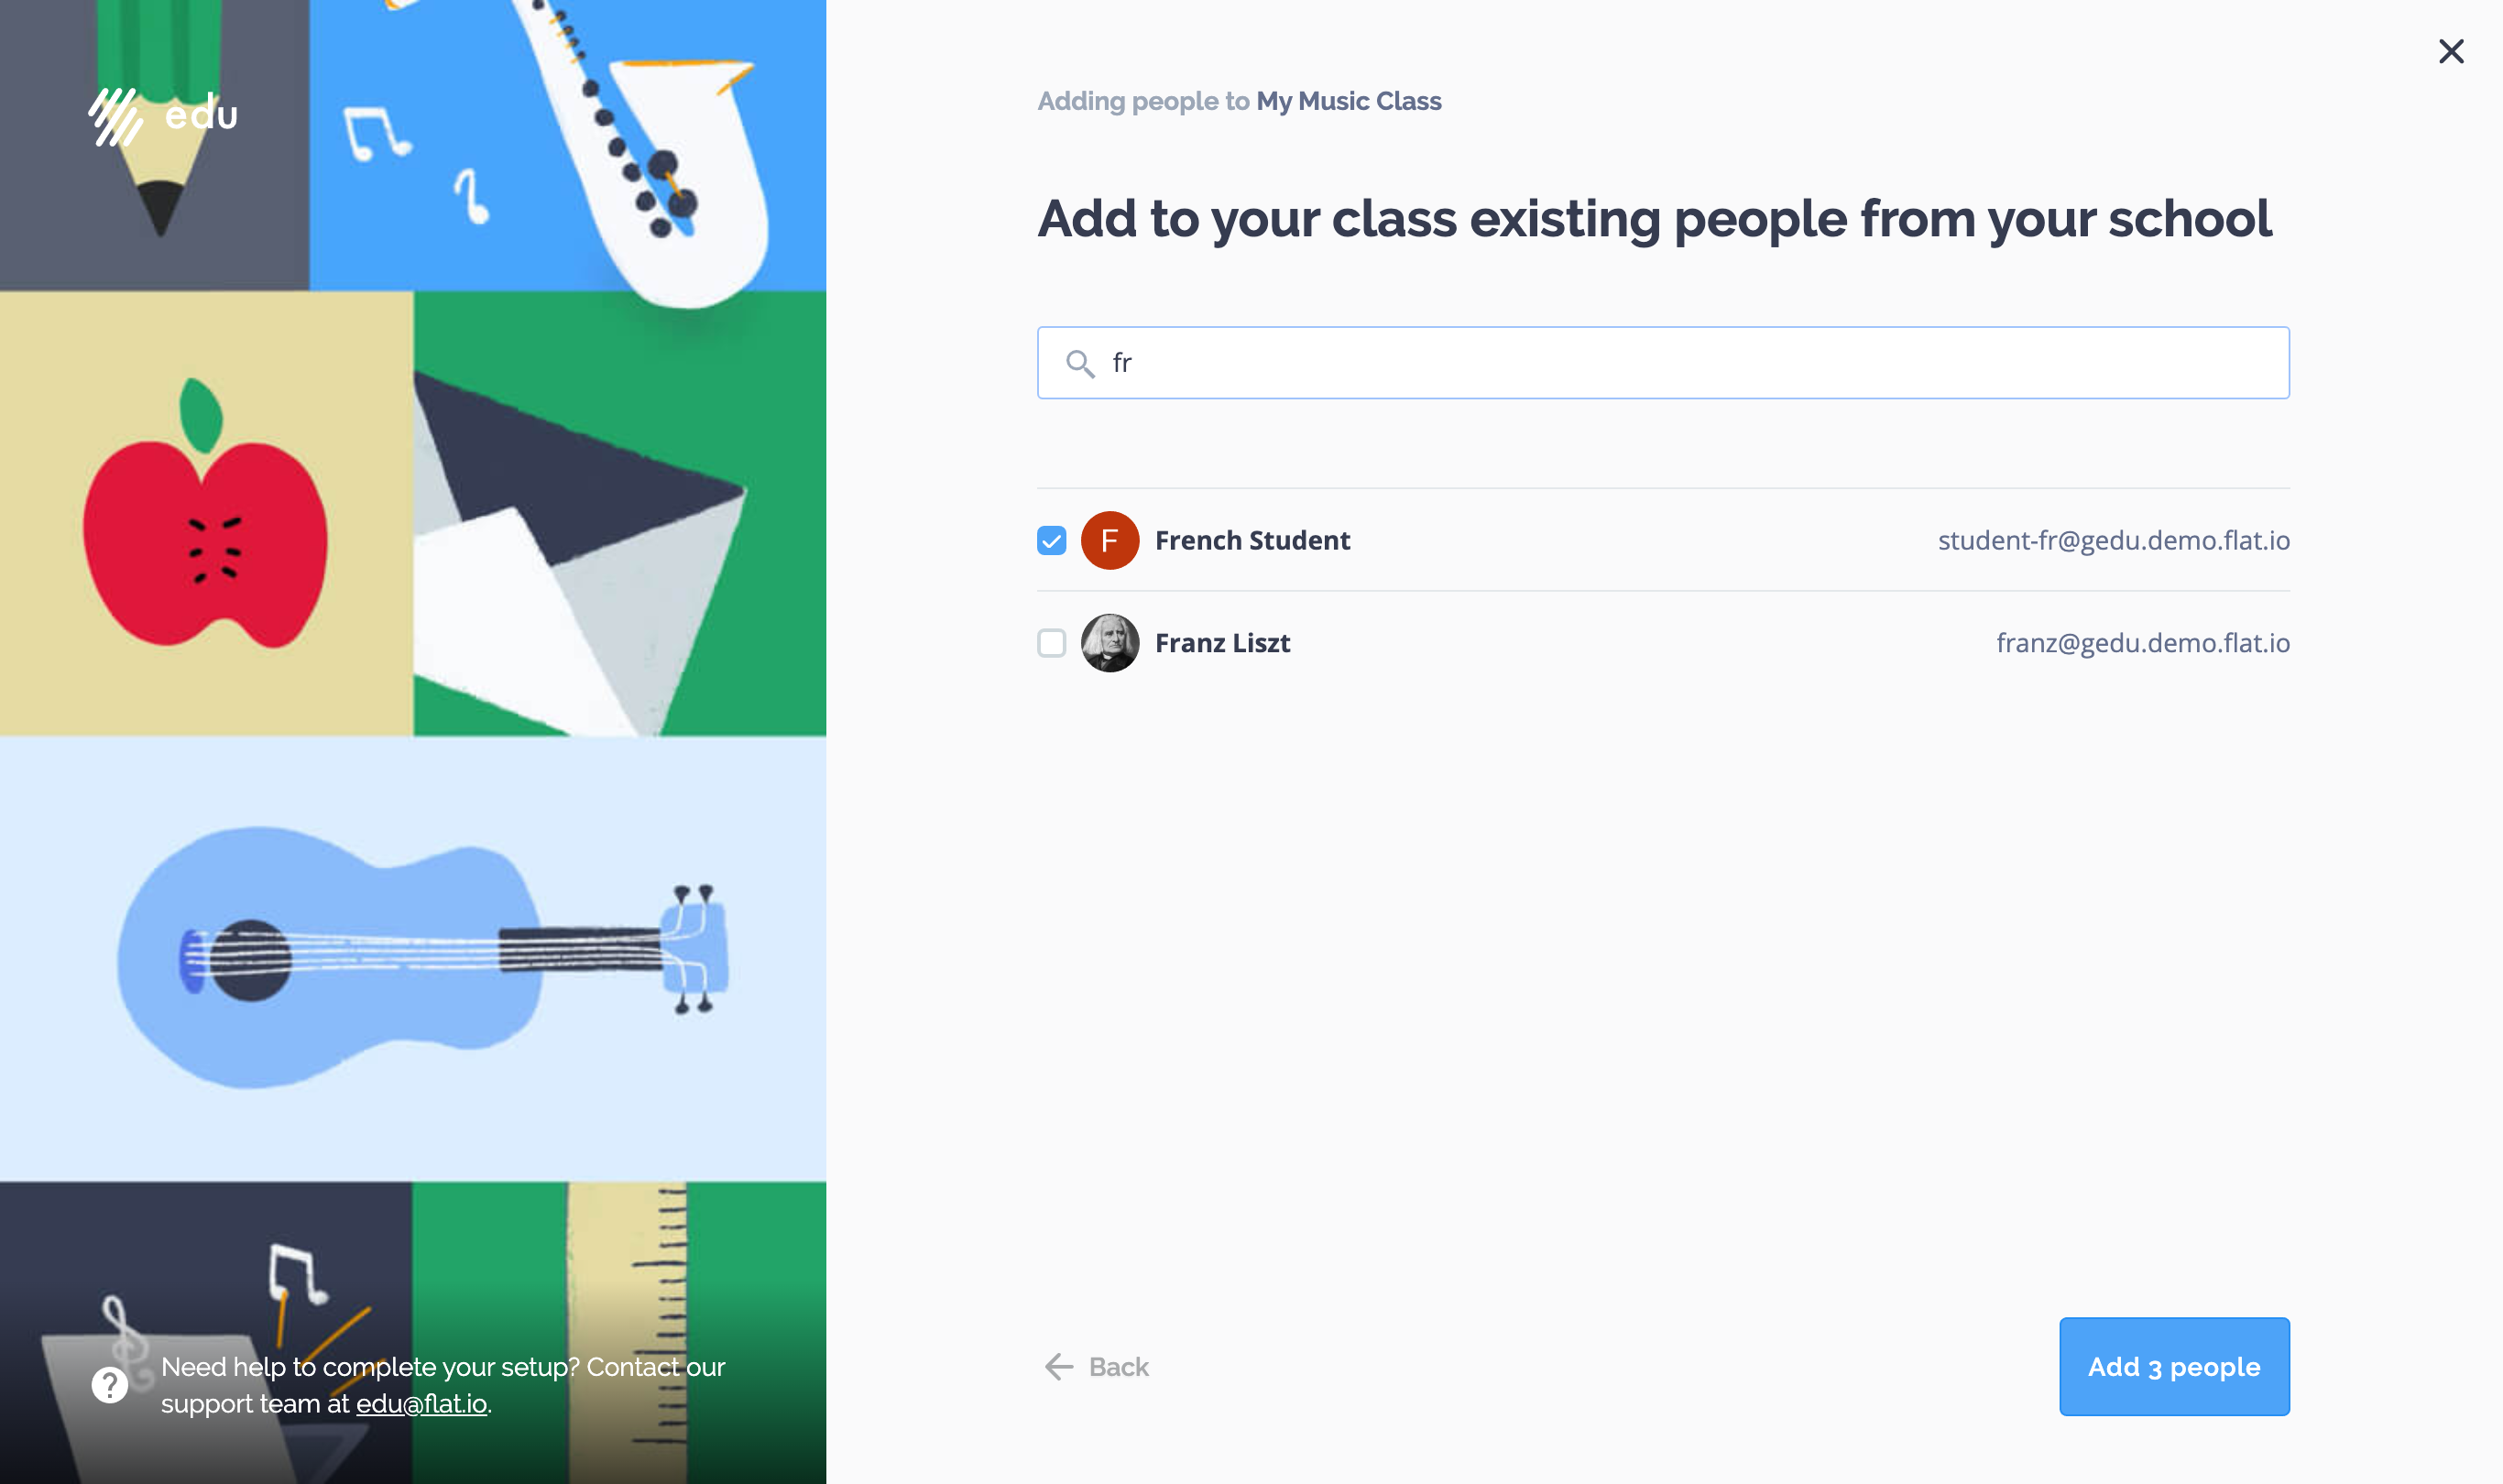 edu
Adding people to My Music Class
Add to your class existing people from your school
fr
F French Student student-fr@gedu.demo.flat.io
Franz Liszt franz@gedu.demo.flat.io
Need help to complete your setup? Contact our
support team at edu@flat.io.
Back
Add 3 people